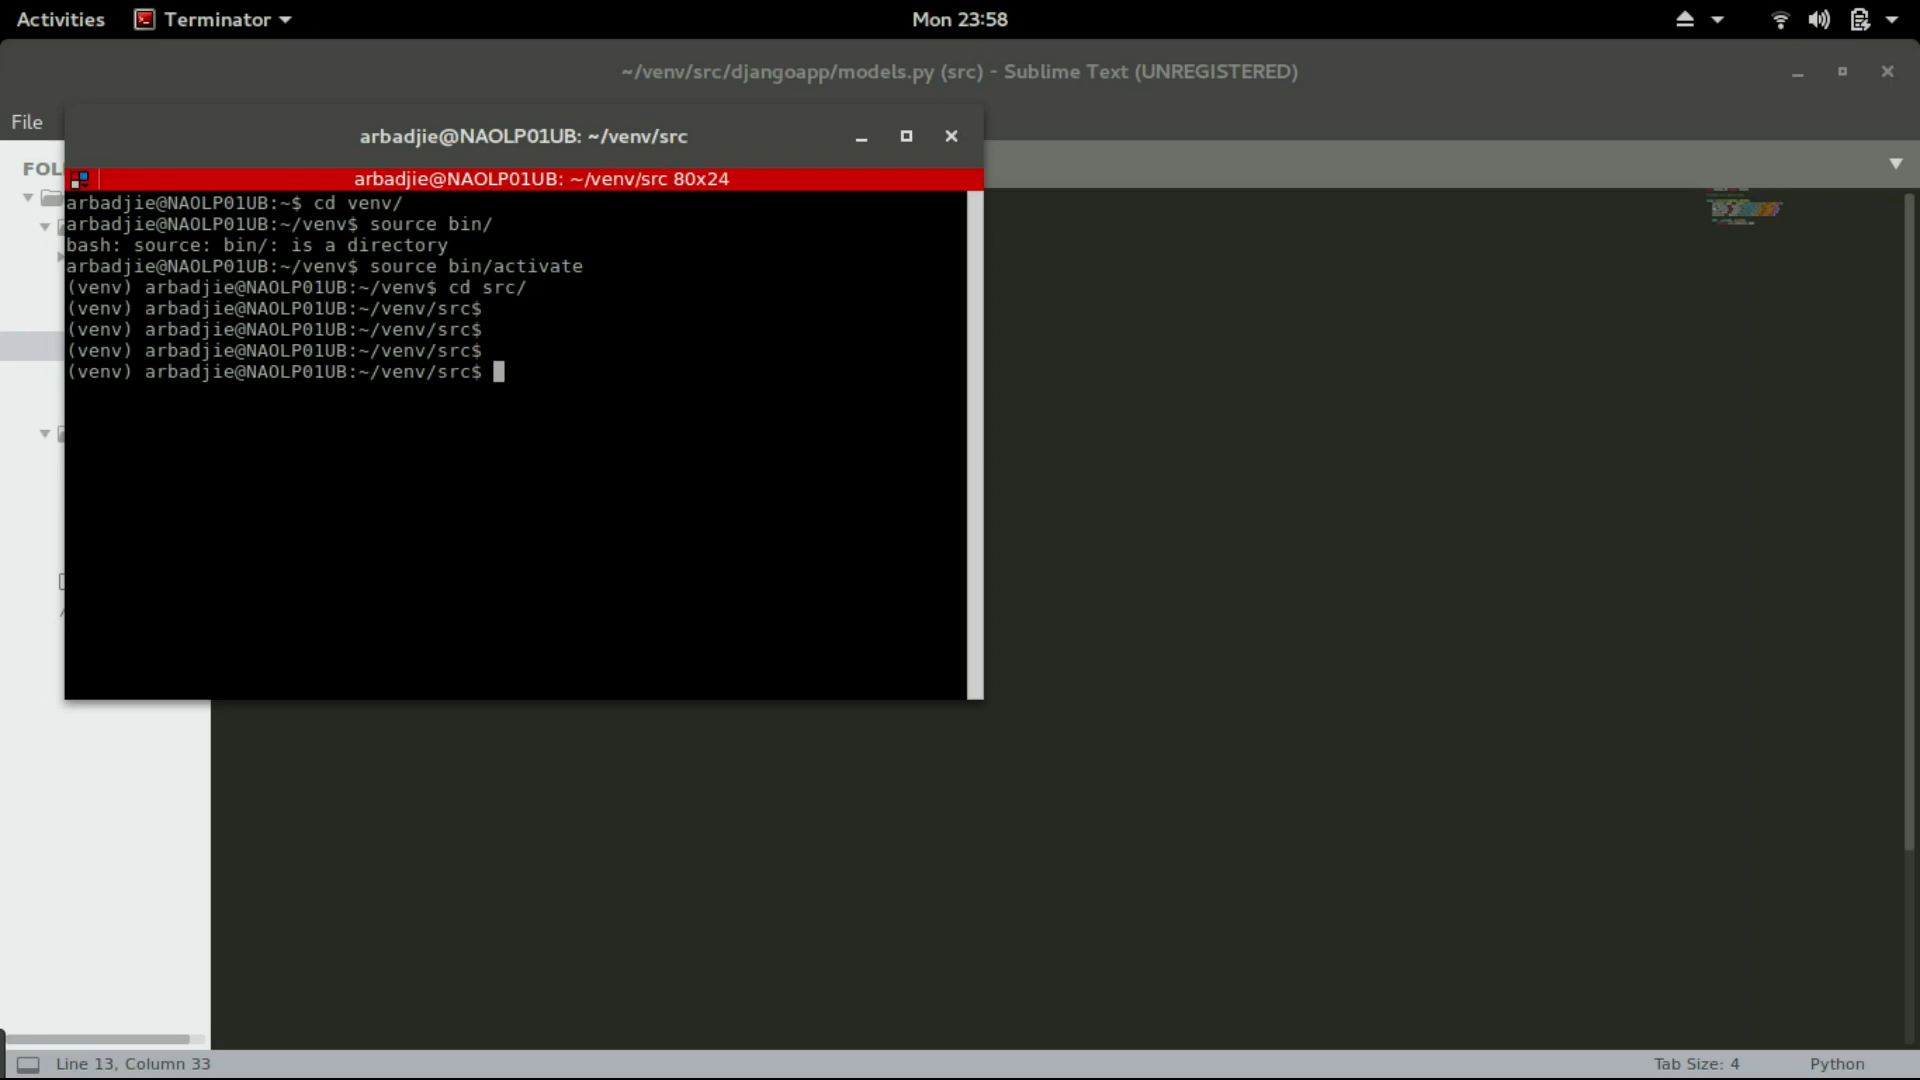 Activities Terminator Mon 23:58
~/venv/src/djangoapp/models.py (src) - Sublime Text (UNREGISTERED)
File
arbadjie@NAOLP01UB: ~/venv/src
FOL
arbadjie@NAOLP01UB: ~/venv/src 80x24
arbadjie@NAOLP01UB:~$ cd venv/
arbadjie@NAOLP01UB:~/venv$ source bin/
bash: source: bin/: is a directory
arbadjie@NAOLP01UB:~/venv$ source bin/activate
(venv) arbadjie@NAOLP01UB:~/venv$ cd src/
(venv) arbadjie@NAOLP01UB:~/venv/src$
(venv) arbadjie@NAOLP01UB:~/venv/src$
(venv) arbadjie@NAOLP01UB:~/venv/src$
(venv) arbadjie@NAOLP01UB:~/venv/src$
Line 13, Column 33 Tab Size: 4 Python